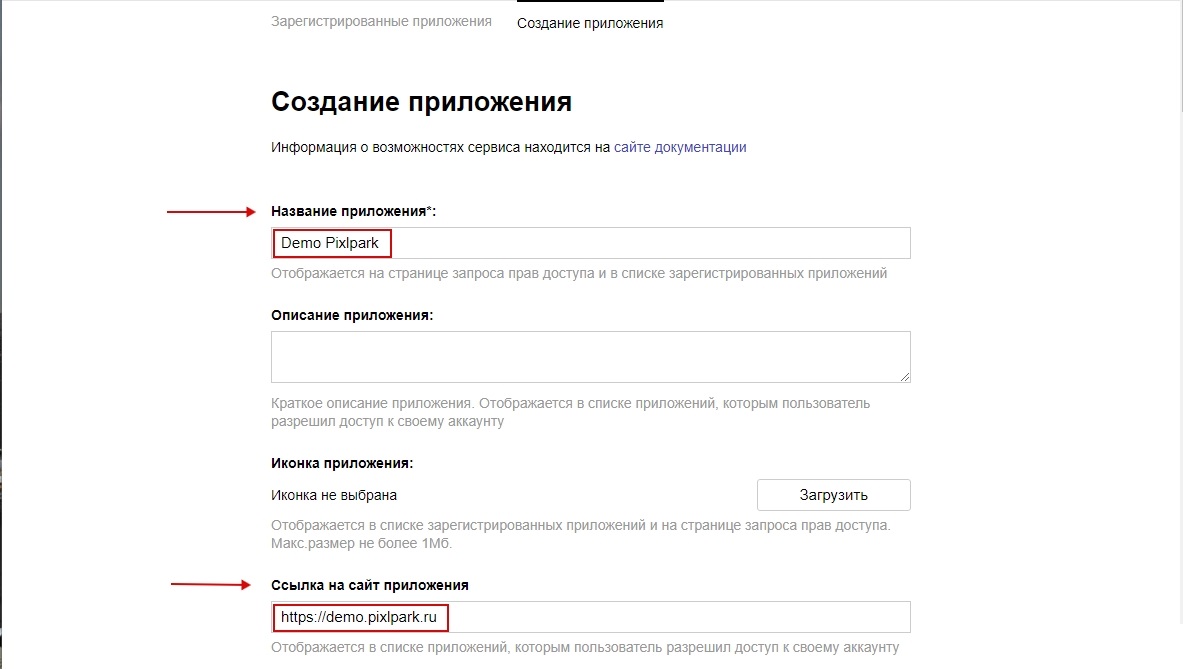 Зарегистрированные приложения
Создание приложения
Создание приложения
Информация о возможностях сервиса находится на сайте документации
Название приложения*:
Demo Pixlpark
Отображается на странице запроса прав доступа и в списке зарегистрированных приложений
Описание приложения:
Краткое описание приложения. Отображается в списке приложений, которым пользователь
разрешил доступ к своему аккаунту
Иконка приложения:
Иконка не выбрана
Загрузить
Отображается в списке зарегистрированных приложений и на странице запроса прав доступа.
Макс.размер не более 1Мб.
Ссылка на сайт приложения
https://demo.pixlpark.ru
Отображается в списке приложений, которым пользователь разрешил доступ к своему аккаунту